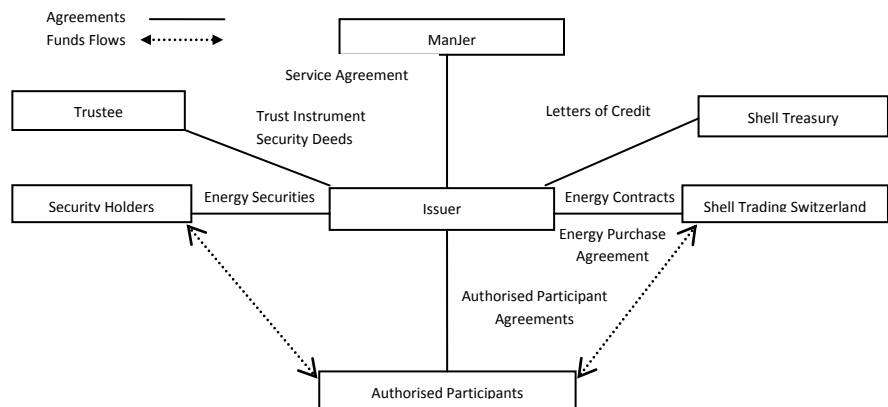 Agreements
Funds Flows
ManJer
Service Agreement
Trustee
Trust Instrument
Security Deeds
Letters of Credit
Shell Treasury
Security Holders
Energy Securities
Issuer
Energy Contracts
Shell Trading Switzerland
Energy Purchase
Agreement
Authorised Participant
Agreements
Authorised Participants